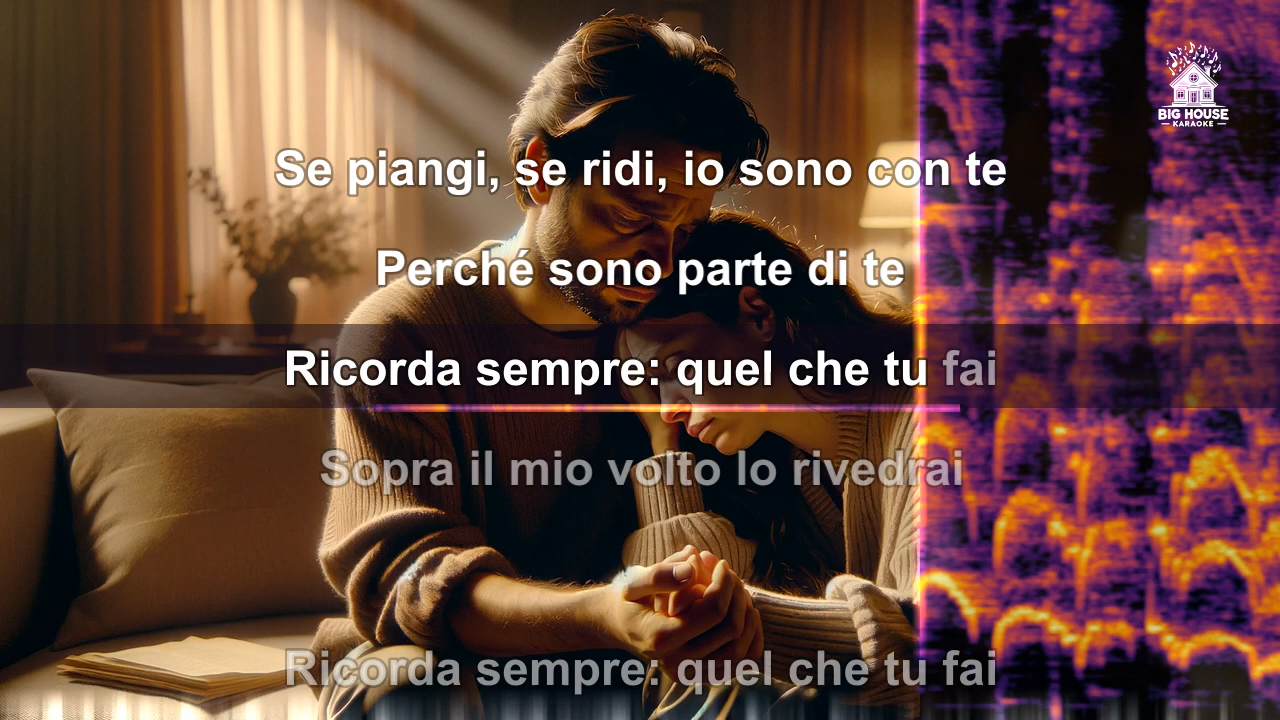 BIG HOUSE
KARAOKE
Se piangi, se ridi, io sono con te
Perché sono parte di te
Ricorda sempre: quel che tu fai
Sopra il mio volto lo rivedrai
Ricorda sempre: quel che tu fai